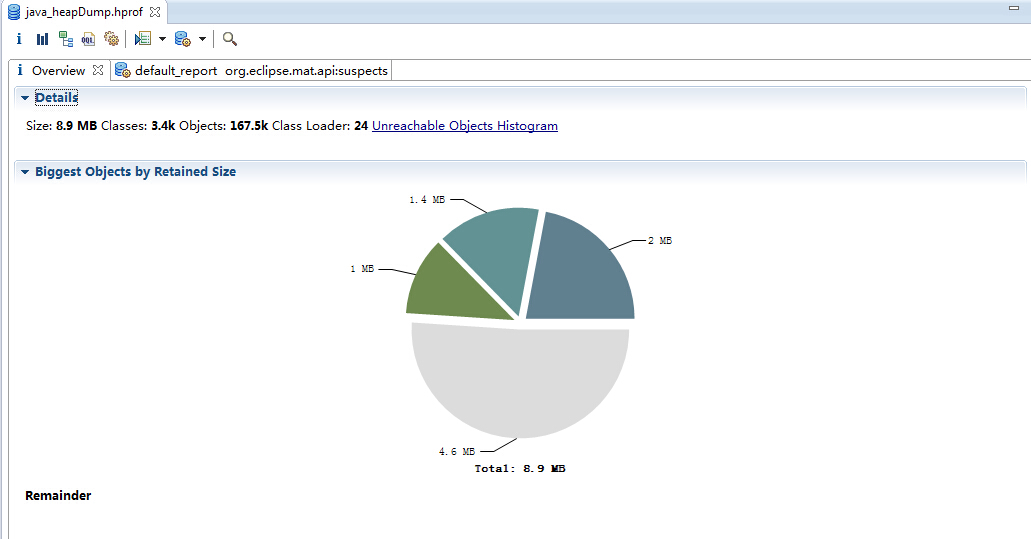 java_heapDump.hprof
Overview
default_report org.eclipse.mat.api:suspects
Details
Size: 8.9 MB Classes: 3.4k Objects: 167.5k Class Loader: 24 Unreachable Objects Histogram
Biggest Objects by Retained Size
1.4 MB
2 MB
1 MB
4.6 MB
Total: 8.9 MB
Remainder